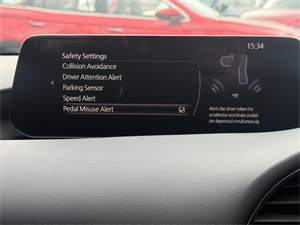 15:34
Safety Settings
Collision Avoidance
Driver Attention Alert
Parking Sensor
Speed Alert
Pedal Misuse Alert
Alerts the driver when the
accelerator and brake pedals
are depressed simultaneously.